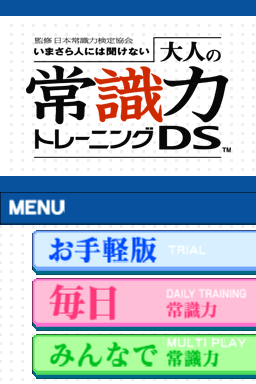 監修 日本常識力検定協会
いまさら人には聞けない 大人の
常識力
トレーニングDS™
MENU
お手軽版 TRIAL
毎日 DAILY TRAINING
常識力
みんなで MULTI PLAY
常識力